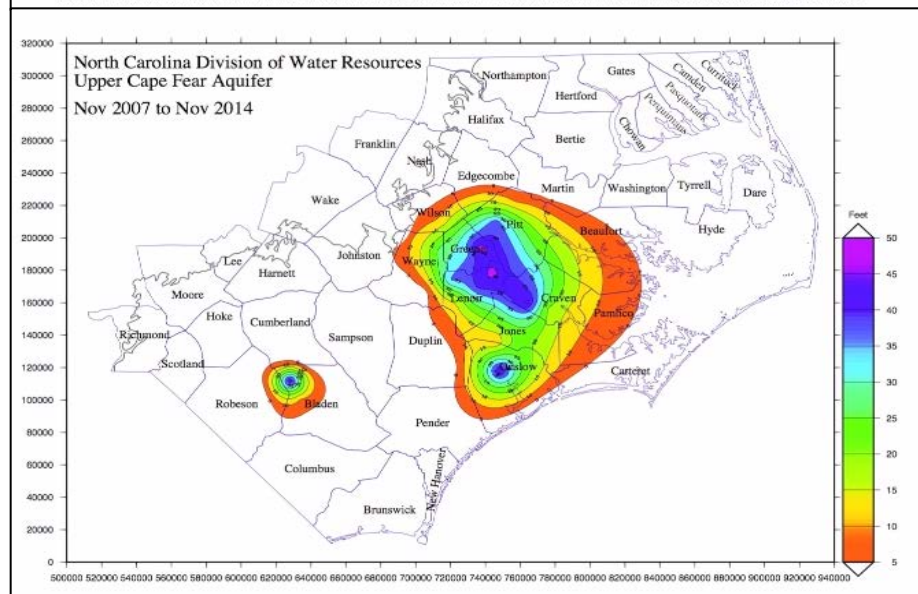 North Carolina Division of Water Resources
Upper Cape Fear Aquifer
Nov 2007 to Nov 2014
320000
300000
280000
260000
240000
220000
200000
180000
160000
140000
120000
100000
80000
60000
40000
20000
0
500000 520000 540000 560000 580000 600000 620000 640000 660000 680000 700000 720000 740000 760000 780000 800000 820000 840000 860000 880000 900000 920000 940000
Northampton
Gates
Camden
Currituck
Pasquotank
Perquimans
Hertford
Halifax
Chowan
Bertie
Franklin
Nash
Edgecombe
Martin
Washington
Tyrrell
Dare
Wake
Wilson
Pitt
Beaufort
Hyde
Johnston
Wayne
Greene
Lee
Harnett
Moore
Lenoir
Craven
Pamlico
Hoke
Cumberland
Sampson
Duplin
Jones
Richmond
Scotland
Onslow
Carteret
Robeson
Bladen
Pender
Columbus
New Hanover
Brunswick
Feet
50
45
40
35
30
25
20
15
10
5